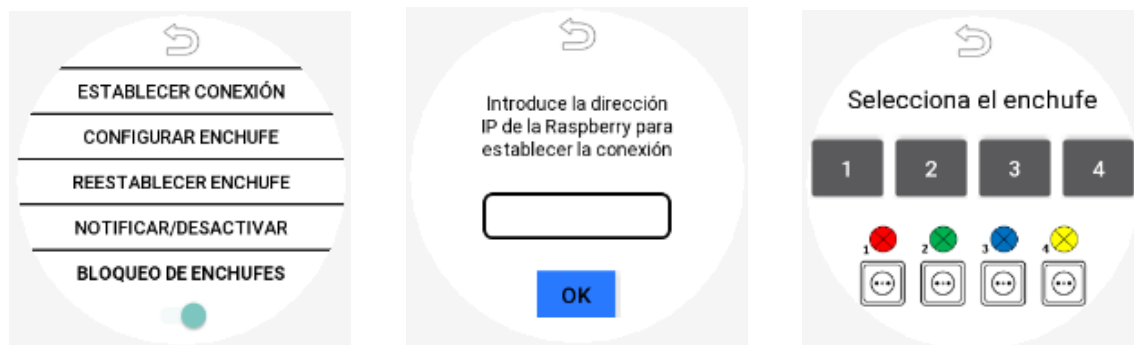 ESTABLECER CONEXIÓN
CONFIGURAR ENCHUFE
REESTABLECER ENCHUFE
NOTIFICAR/DESACTIVAR
BLOQUEO DE ENCHUFES
Introduce la dirección
IP de la Raspberry para
establecer la conexión
OK
Selecciona el enchufe
1 2 3 4
1 2 3 4